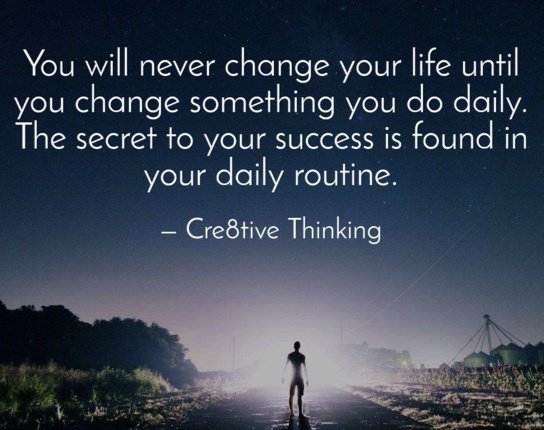 You will never change your life until
you change something you do daily.
The secret to your success is found in
your daily routine.
– Cre8tive Thinking